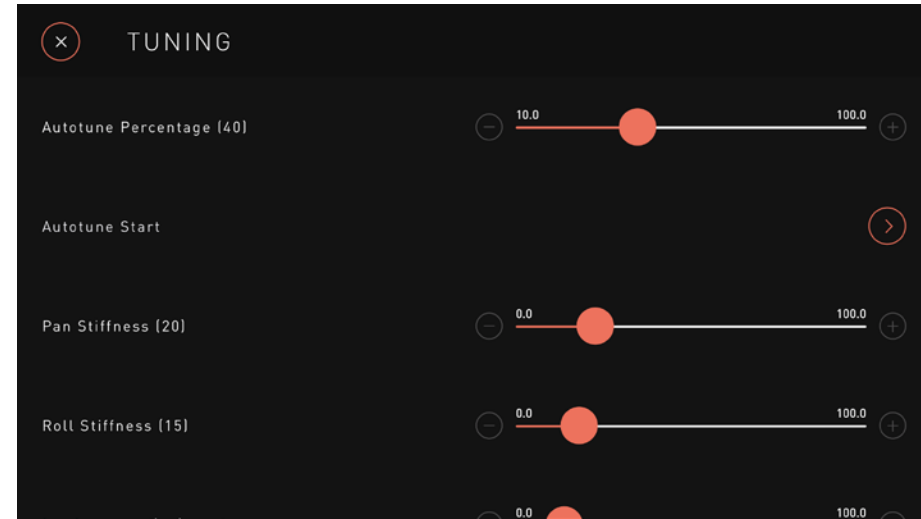 TUNING
Autotune Percentage (40)
10.0 100.0
Autotune Start
Pan Stiffness (20)
0.0 100.0
Roll Stiffness (15)
0.0 100.0
0.0 100.0